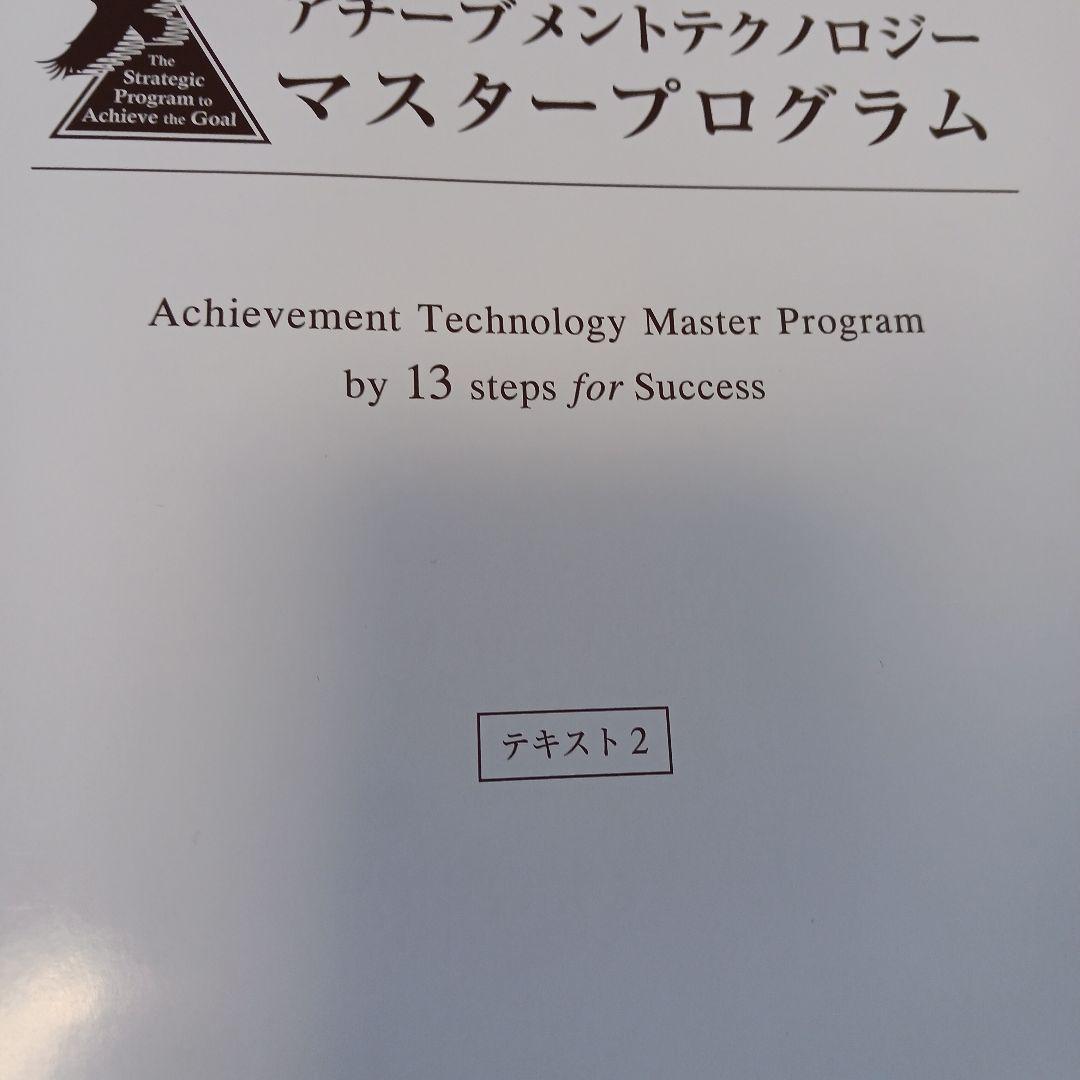 The
Strategic
Program to
Achieve the Goal
アチーブメントテクノロジー
マスタープログラム
Achievement Technology Master Program
by 13 steps for Success
テキスト2